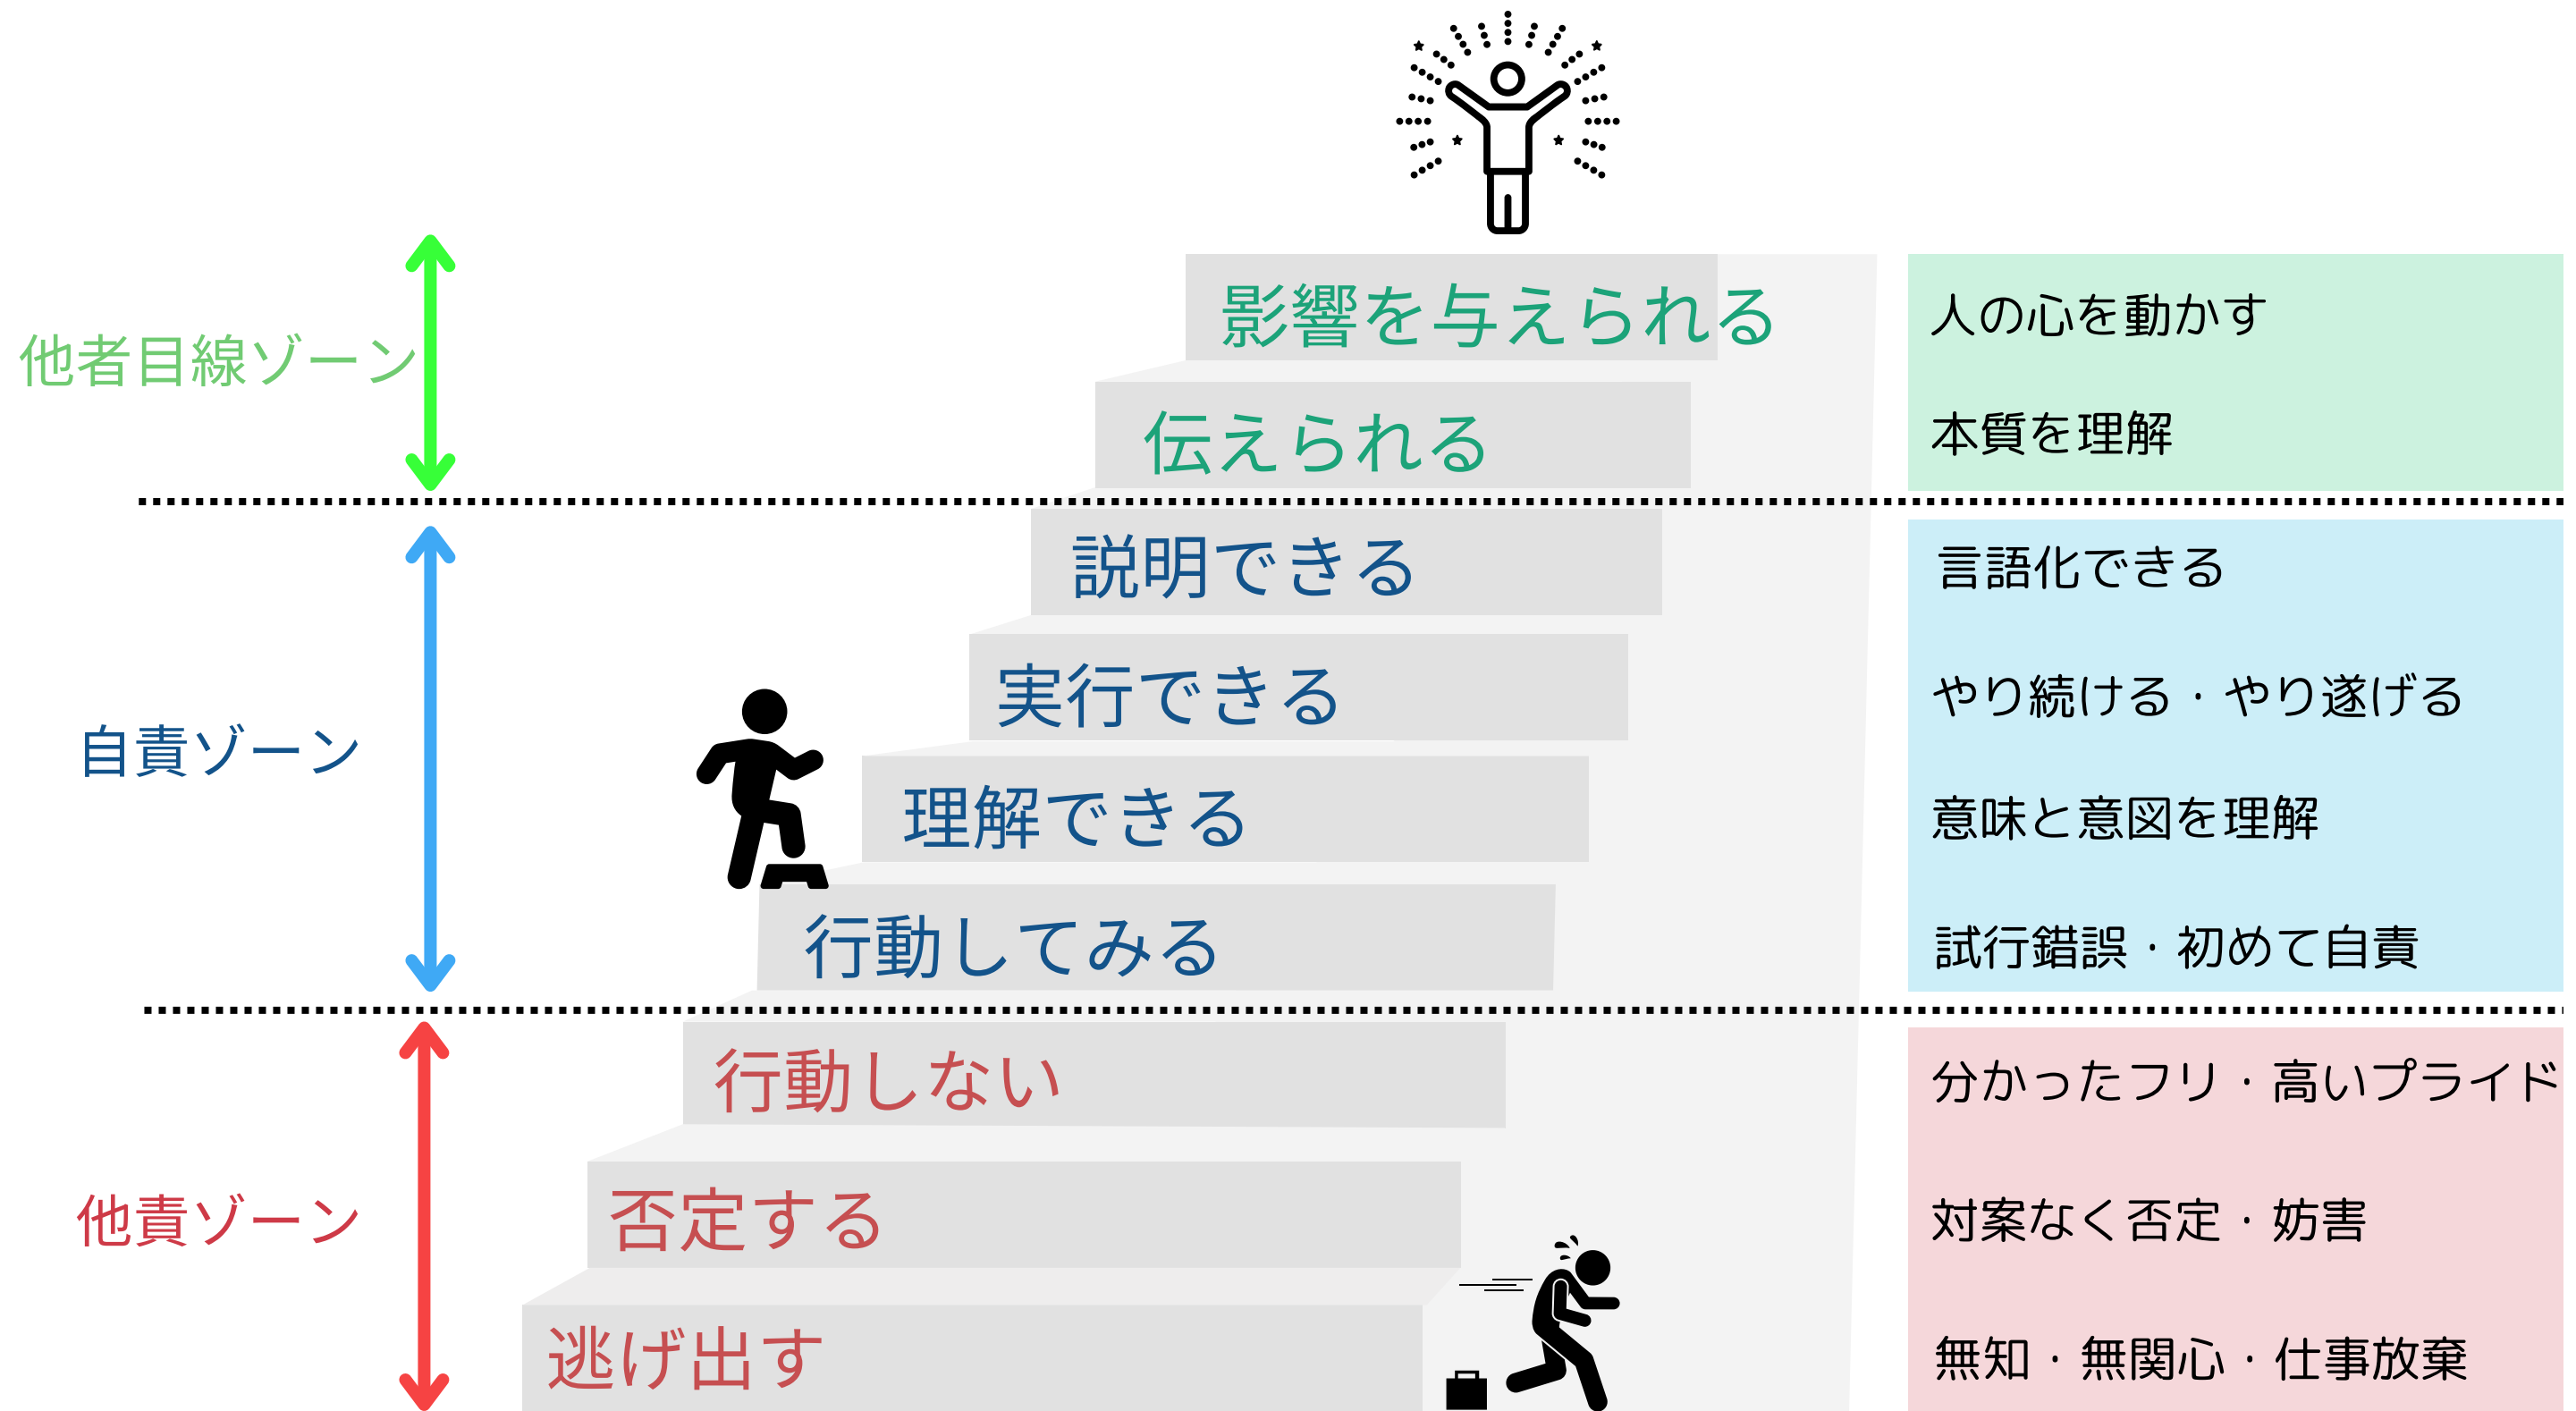 影響を与えられる
人の心を動かす
他者目線ゾーン
伝えられる
本質を理解
説明できる
言語化できる
実行できる
やり続ける・やり遂げる
自責ゾーン
理解できる
意味と意図を理解
行動してみる
試行錯誤・初めて自責
行動しない
分かったフリ・高いプライド
他責ゾーン
否定する
対案なく否定・妨害
逃げ出す
無知・無関心・仕事放棄